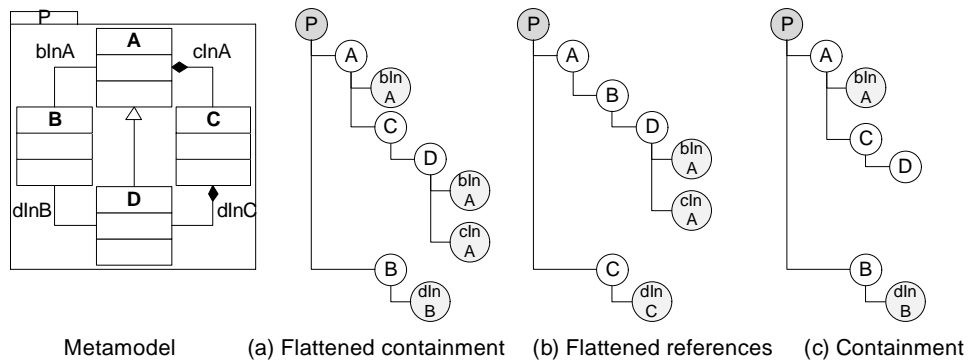 P
A
bInA
cInA
B
C
D
dInB
dInC
Metamodel
P
A
bIn
A
C
D
bIn
A
cIn
A
B
dIn
B
(a) Flattened containment
P
A
B
D
bIn
A
cIn
A
C
dIn
C
(b) Flattened references
P
A
bIn
A
C
D
B
dIn
B
(c) Containment